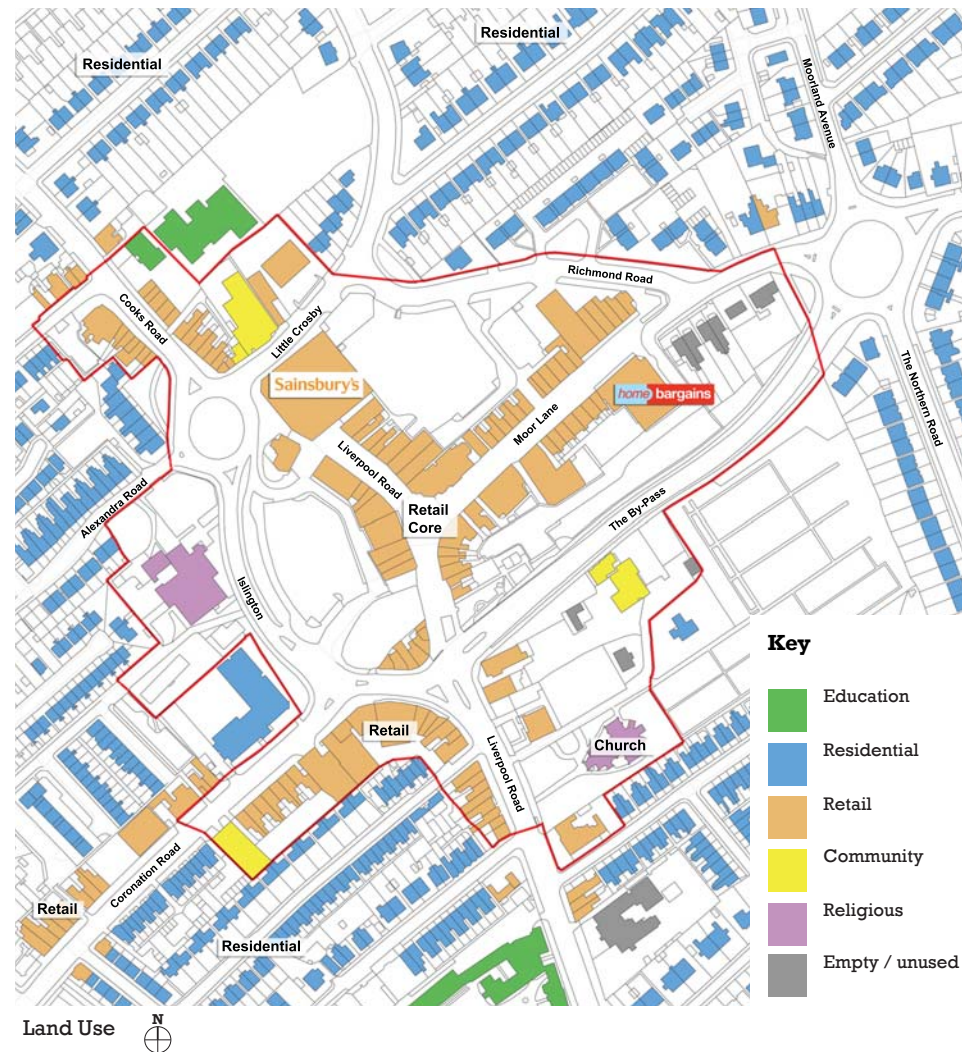 Residential
Residential
Moorland Avenue
Richmond Road
Cooks Road
Little Crosby
The Northern Road
Sainsbury's
home bargains
Moor Lane
Liverpool Road
Retail
Core
Alexandra Road
The By-Pass
Islington
Retail
Church
Liverpool Road
Coronation Road
Retail
Residential
Key
Education
Residential
Retail
Community
Religious
Empty / unused
Land Use
N